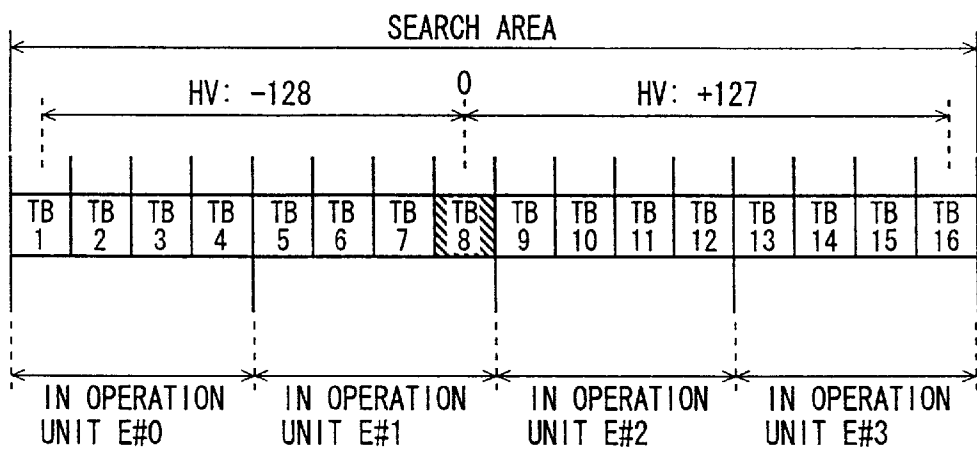 SEARCH AREA
HV: -128 0 HV: +127
TB TB TB TB TB TB TB TB TB TB TB TB TB TB TB TB
1 2 3 4 5 6 7 8 9 10 11 12 13 14 15 16
IN OPERATION IN OPERATION IN OPERATION IN OPERATION
UNIT E#0 UNIT E#1 UNIT E#2 UNIT E#3